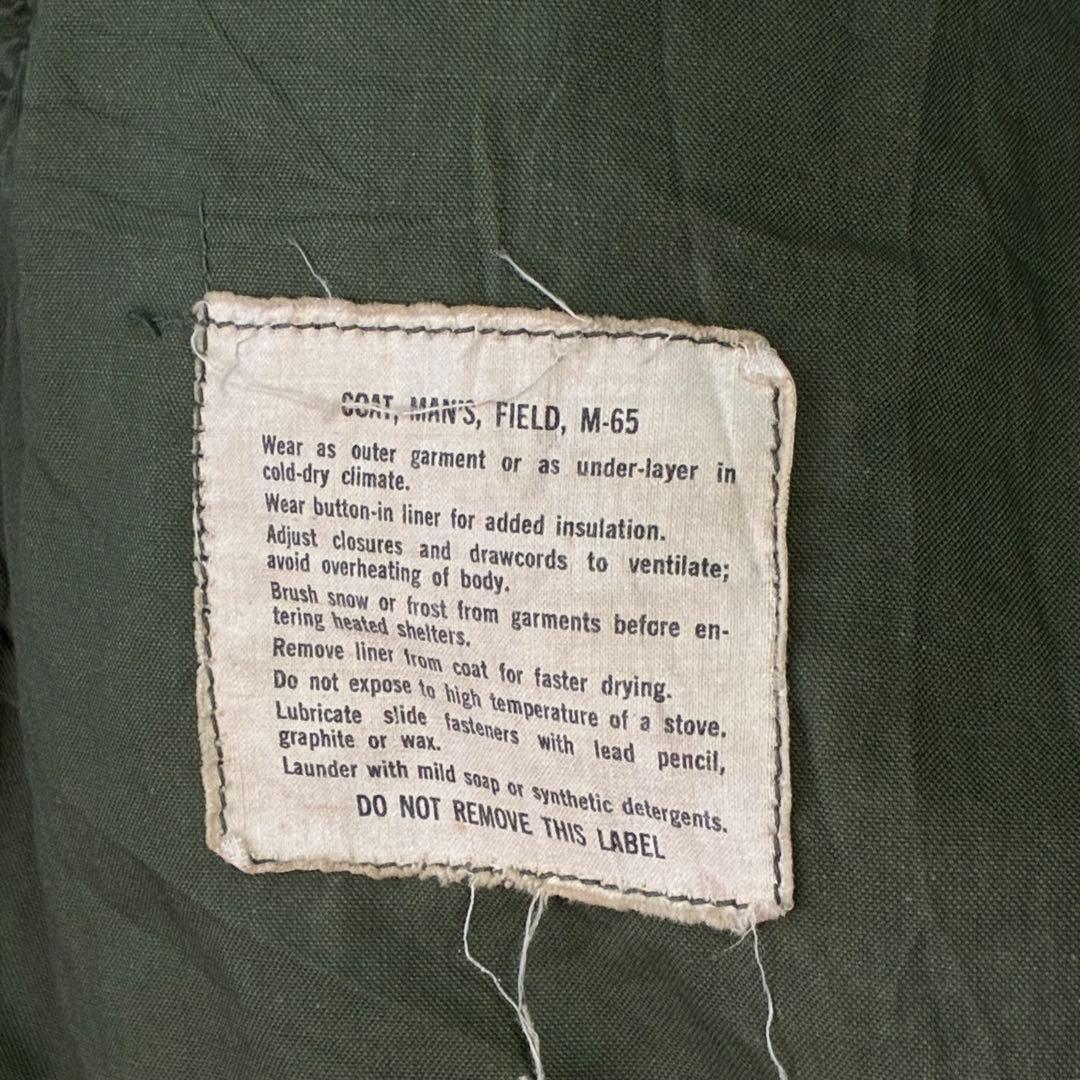 COAT, MAN'S, FIELD, M-65
Wear as outer garment or as under-layer in
cold-dry climate.
Wear button-in liner for added insulation.
Adjust closures and drawcords to ventilate;
avoid overheating of body.
Brush snow or frost from garments before en-
tering heated shelters.
Remove liner from coat for faster drying.
Do not expose to high temperature of a stove.
Lubricate slide fasteners with lead pencil,
graphite or wax.
Launder with mild soap or synthetic detergents.
DO NOT REMOVE THIS LABEL